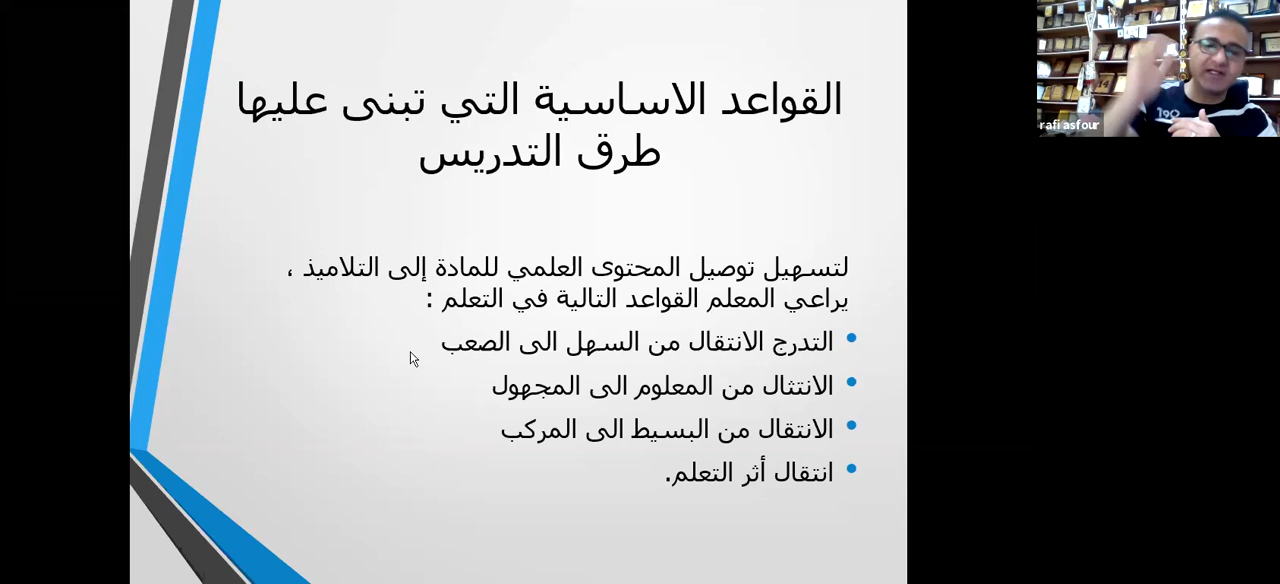 القواعد الاساسية التي تبنى عليها
طرق التدريس
لتسهيل توصيل المحتوى العلمي للمادة إلى التلاميذ ،
يراعي المعلم القواعد التالية في التعلم :
• التدرج الانتقال من السهل الى الصعب
• الانتثال من المعلوم الى المجهول
• الانتقال من البسيط الى المركب
• انتقال أثر التعلم.
190
rafi asfour